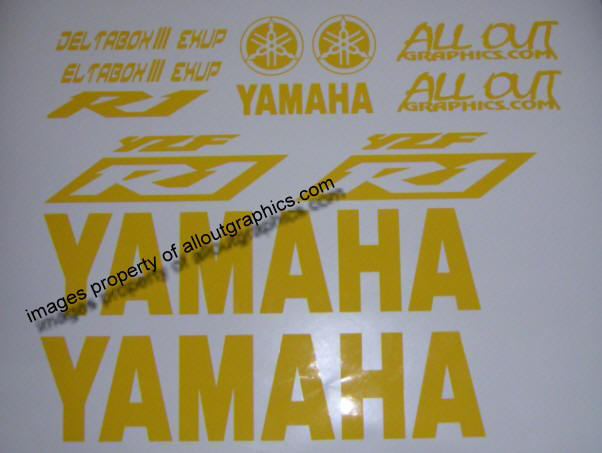 DELTABOX III EXUP
ELTABOX III EXUP
R1
YAMAHA
ALL OUT
GRAPHICS.COM
ALL OUT
GRAPHICS.COM
YZF
R1
YZF
R1
YAMAHA
YAMAHA
images property of alloutgraphics.com